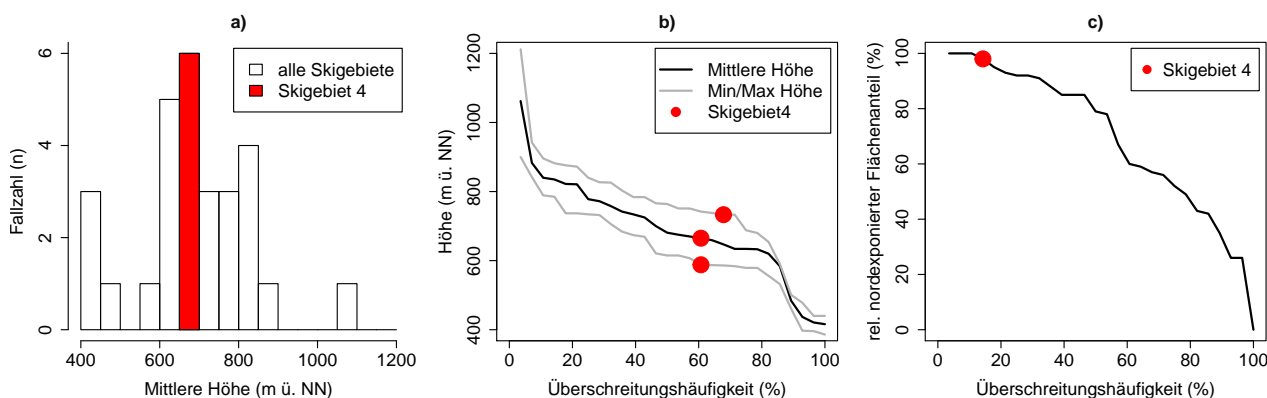 a)
6
4
2
0
Fallzahl (n)
alle Skigebiete
Skigebiet 4
400 600 800 1000 1200
Mittlere Höhe (m ü. NN)
b)
1200
1000
800
600
400
Höhe (m ü. NN)
Mittlere Höhe
Min/Max Höhe
Skigebiet4
0 20 40 60 80 100
Überschreitungshäufigkeit (%)
c)
100
80
60
40
20
0
rel. nordexponierter Flächenanteil (%)
Skigebiet 4
0 20 40 60 80 100
Überschreitungshäufigkeit (%)